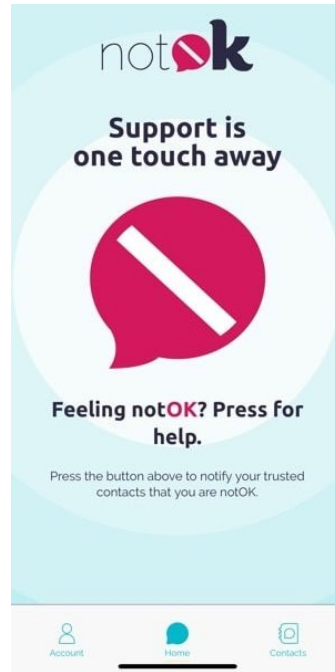 notOk
Support is
one touch away
Feeling notOK? Press for
help.
Press the button above to notify your trusted
contacts that you are notOK.
Account
Home
Contacts